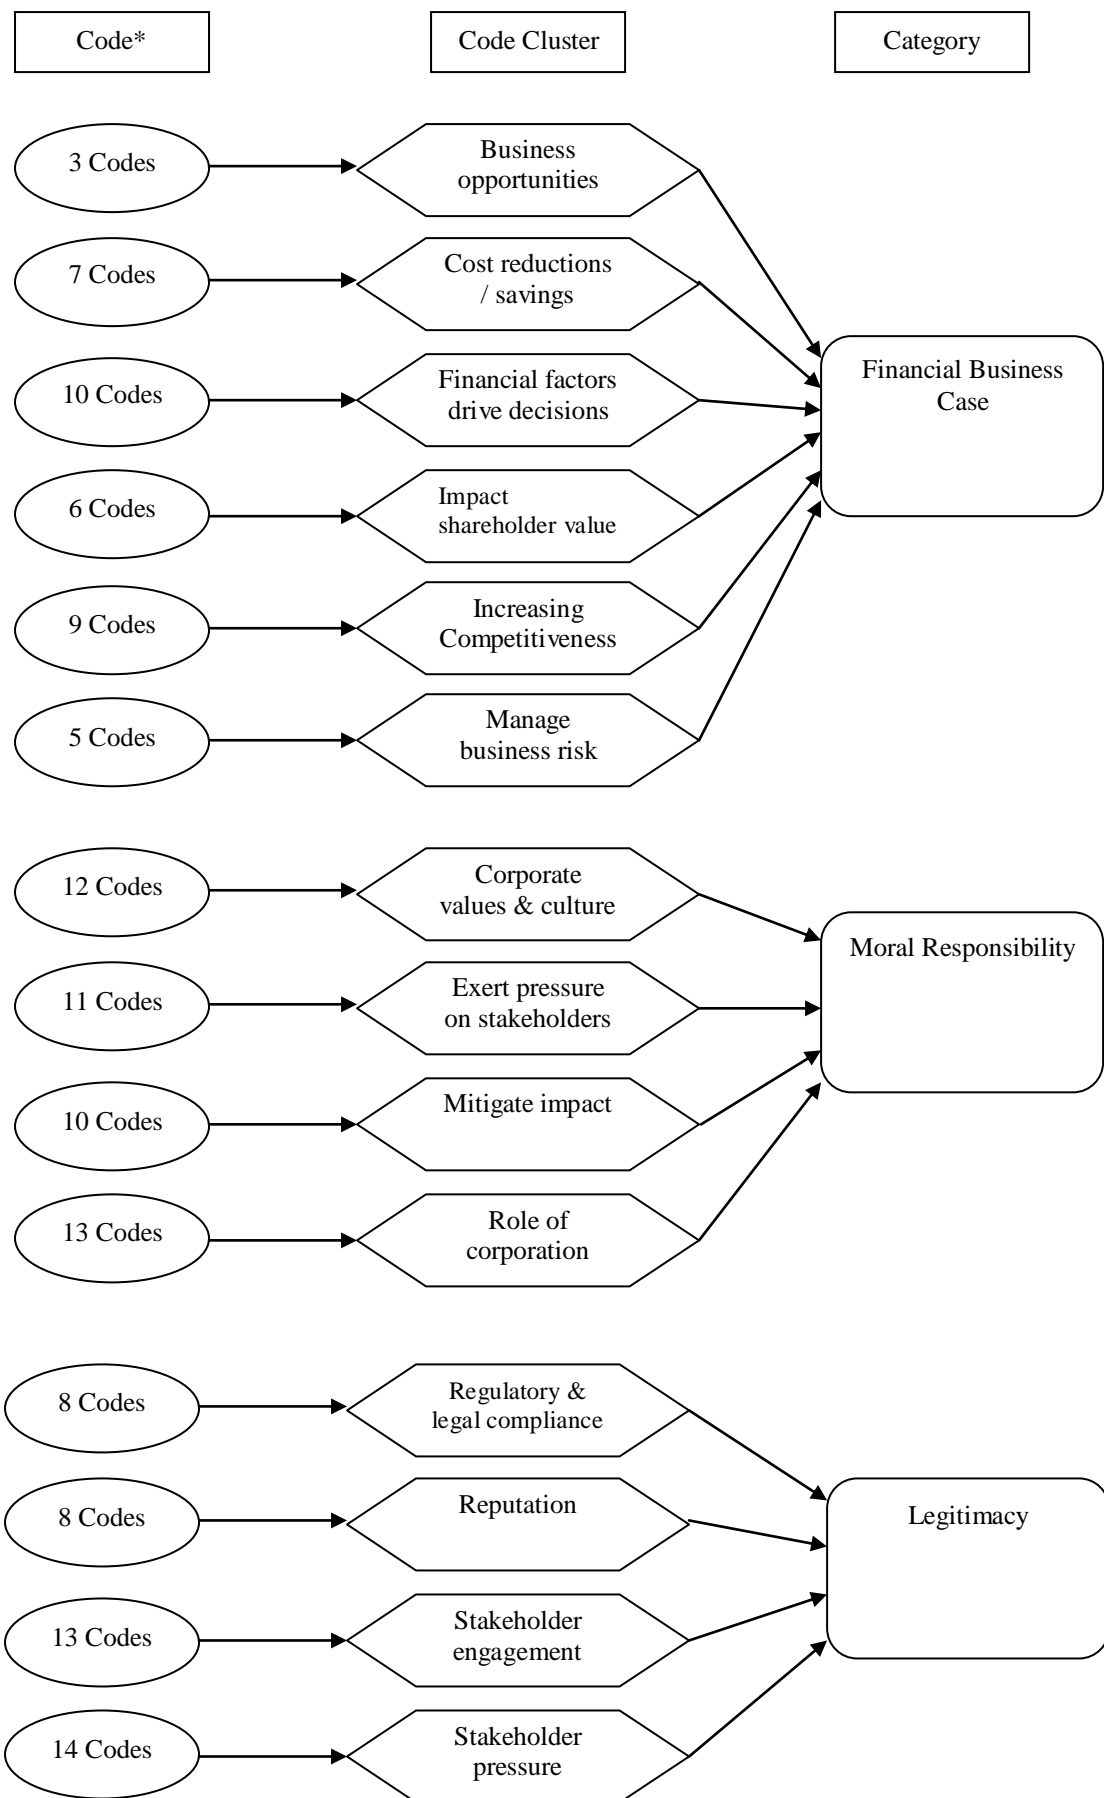 Code*
Code Cluster
Category
3 Codes
Business
opportunities
7 Codes
Cost reductions
/ savings
10 Codes
Financial factors
drive decisions
6 Codes
Impact
shareholder value
9 Codes
Increasing
Competitiveness
5 Codes
Manage
business risk
Financial Business
Case
12 Codes
Corporate
values & culture
11 Codes
Exert pressure
on stakeholders
10 Codes
Mitigate impact
13 Codes
Role of
corporation
Moral Responsibility
8 Codes
Regulatory &
legal compliance
8 Codes
Reputation
13 Codes
Stakeholder
engagement
14 Codes
Stakeholder
pressure
Legitimacy